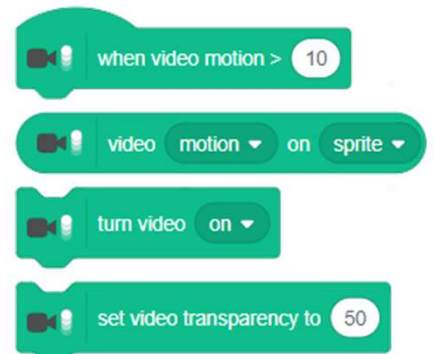 when video motion > 10
video motion on sprite
turn video on
set video transparency to 50